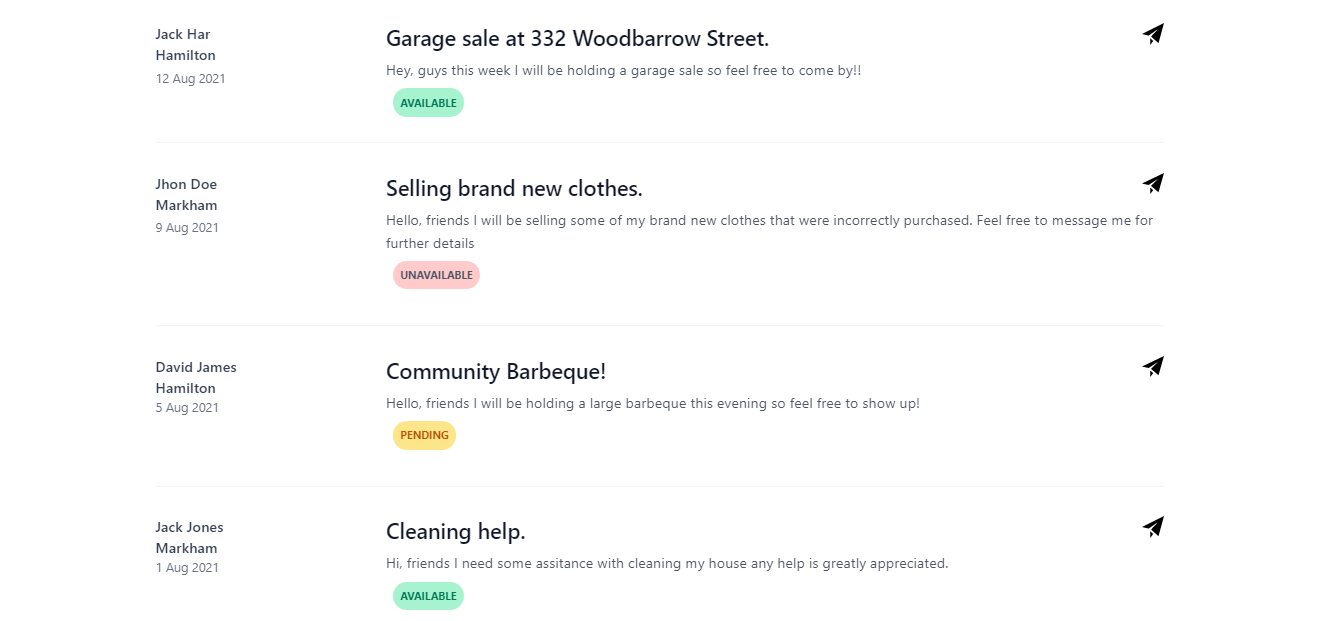 Jack Har
Hamilton
12 Aug 2021
Garage sale at 332 Woodbarrow Street.
Hey, guys this week I will be holding a garage sale so feel free to come by!!
AVAILABLE
Jhon Doe
Markham
9 Aug 2021
Selling brand new clothes.
Hello, friends I will be selling some of my brand new clothes that were incorrectly purchased. Feel free to message me for
further details
UNAVAILABLE
David James
Hamilton
5 Aug 2021
Community Barbeque!
Hello, friends I will be holding a large barbeque this evening so feel free to show up!
PENDING
Jack Jones
Markham
1 Aug 2021
Cleaning help.
Hi, friends I need some assitance with cleaning my house any help is greatly appreciated.
AVAILABLE